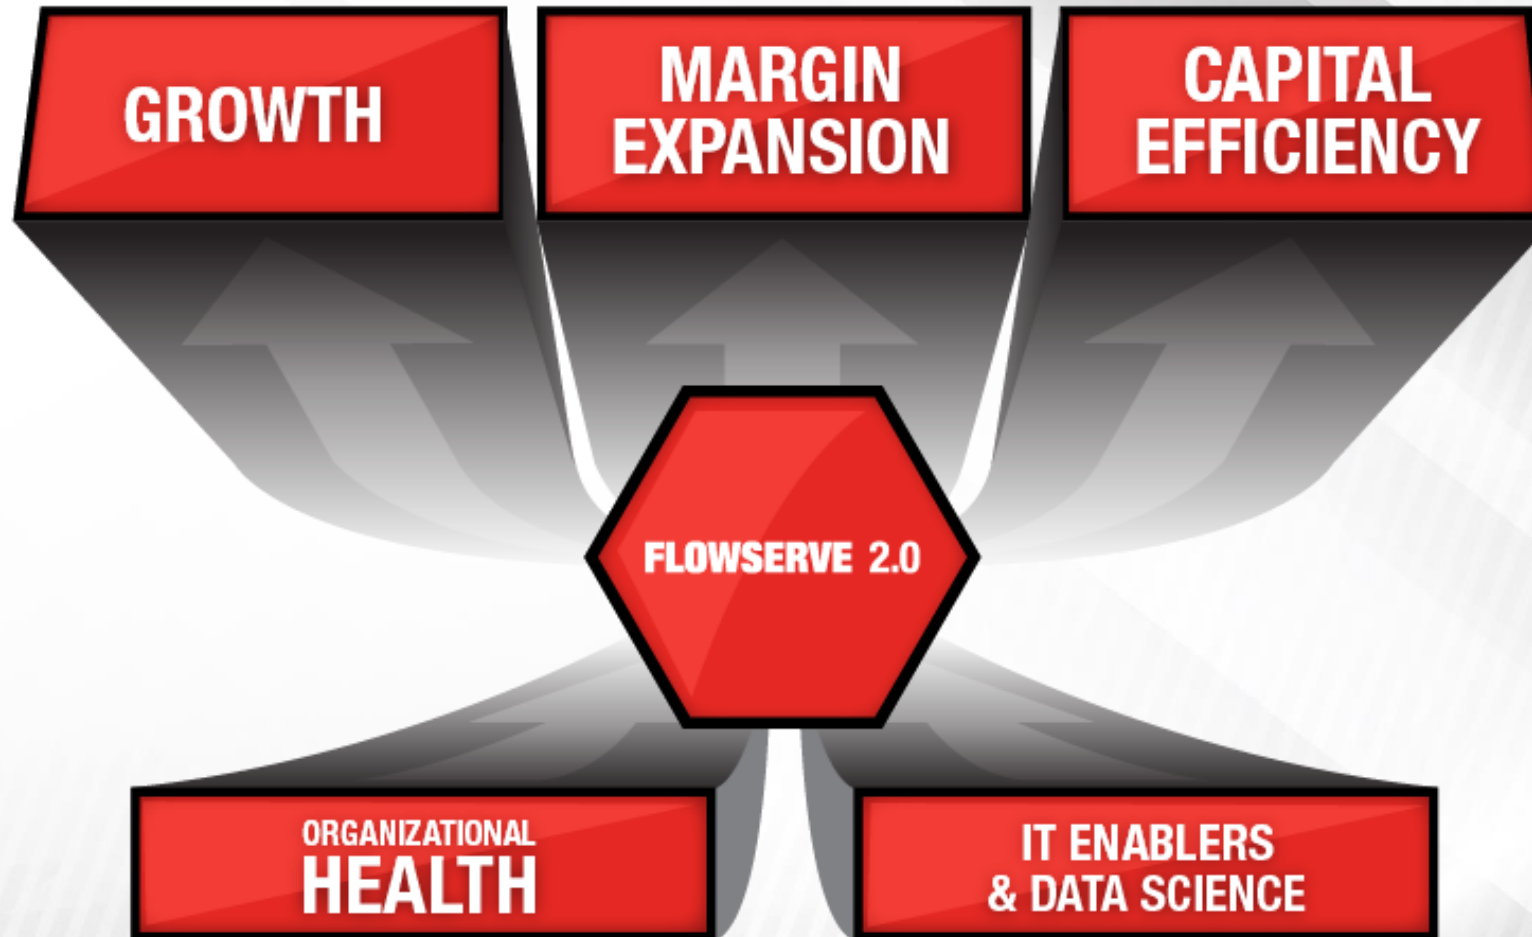 GROWTH
MARGIN
EXPANSION
CAPITAL
EFFICIENCY
FLOWSERVE 2.0
ORGANIZATIONAL
HEALTH
IT ENABLERS
& DATA SCIENCE